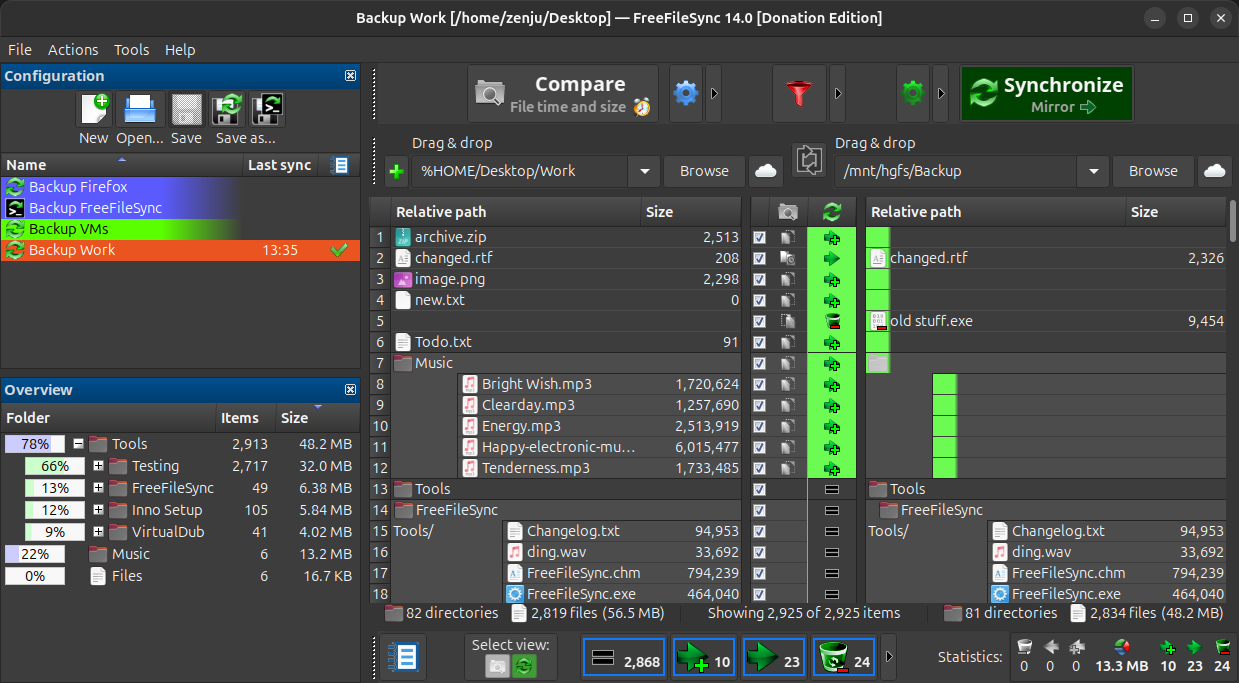 Backup Work [/home/zenju/Desktop] — FreeFileSync 14.0 [Donation Edition]
File Actions Tools Help
Configuration
New Open... Save Save as...
Name Last sync
Backup Firefox
Backup FreeFileSync
Backup VMs
Backup Work 13:35
Overview
Folder Items Size
78% Tools 2,913 48.2 MB
66% Testing 2,717 32.0 MB
13% FreeFileSync 49 6.38 MB
12% Inno Setup 105 5.84 MB
9% VirtualDub 41 4.02 MB
22% Music 6 13.2 MB
0% Files 6 16.7 KB
Compare
File time and size
Synchronize
Mirror
Drag & drop
%HOME/Desktop/Work Browse
Drag & drop
/mnt/hgfs/Backup Browse
Relative path Size Relative path Size
1 archive.zip 2,513
2 changed.rtf 208 changed.rtf 2,326
3 image.png 2,298
4 new.txt 0
5 old stuff.exe 9,454
6 Todo.txt 91
7 Music
8 Bright Wish.mp3 1,720,624
9 Clearday.mp3 1,257,690
10 Energy.mp3 2,513,919
11 Happy-electronic-mu... 6,015,477
12 Tenderness.mp3 1,733,485
13 Tools Tools
14 FreeFileSync FreeFileSync
15 Tools/ Changelog.txt 94,953 Tools/ Changelog.txt 94,953
16 ding.wav 33,692 ding.wav 33,692
17 FreeFileSync.chm 794,239 FreeFileSync.chm 794,239
18 FreeFileSync.exe 464,040 FreeFileSync.exe 464,040
82 directories 2,819 files (56.5 MB) Showing 2,925 of 2,925 items 81 directories 2,834 files (48.2 MB)
Select view:
2,868 10 23 24
Statistics: 0 0 0 13.3 MB 10 23 24